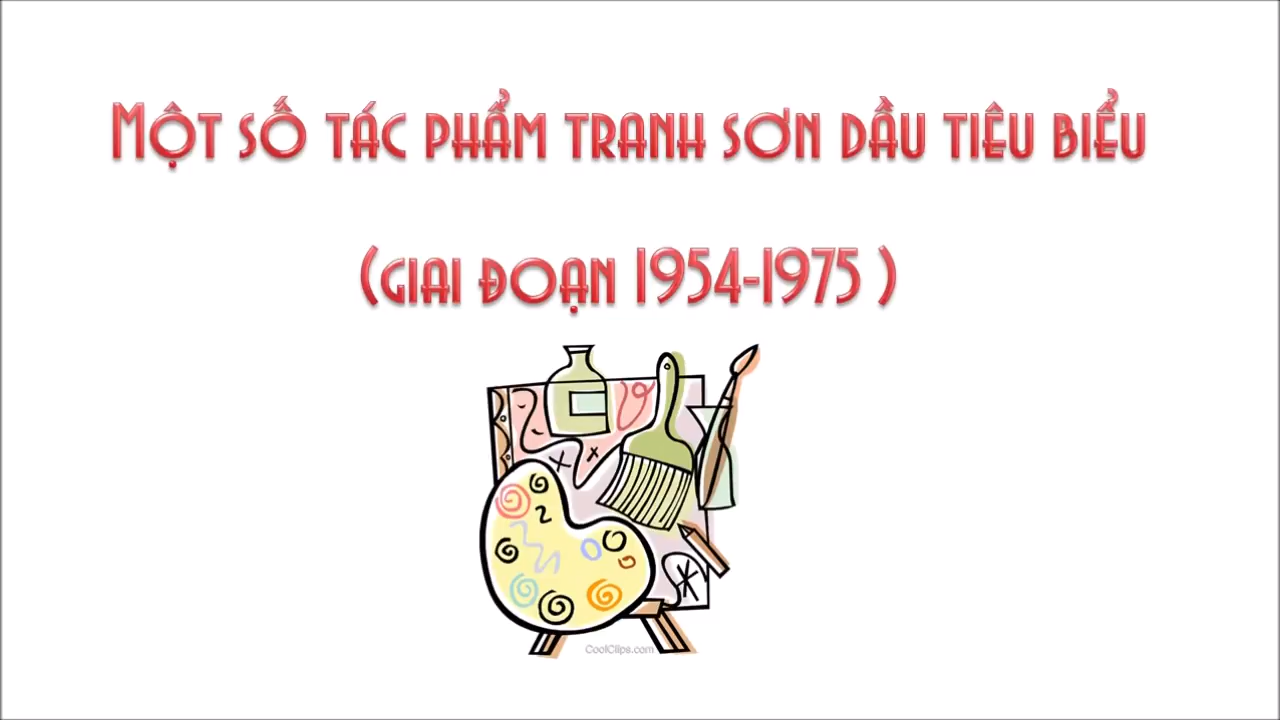 Một số tác phẩm tranh sơn dầu tiêu biểu
(giai đoạn 1954-1975 )
CoolClips.com